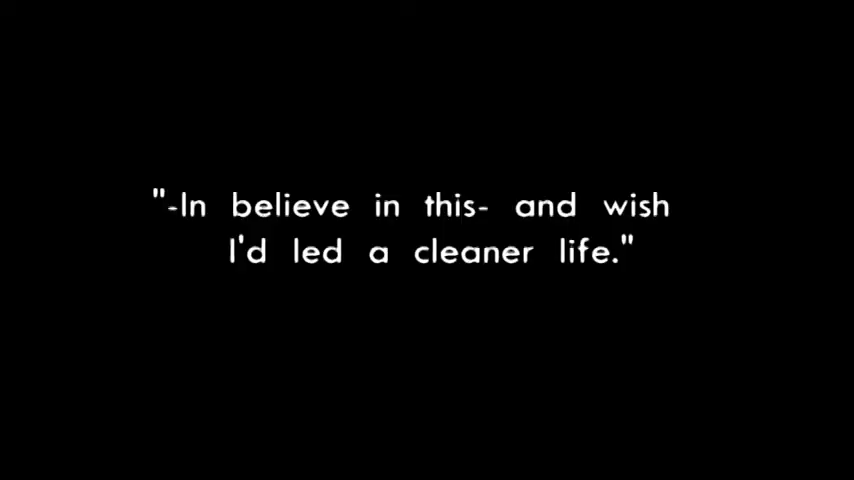 "-In believe in this- and wish
I'd led a cleaner life."